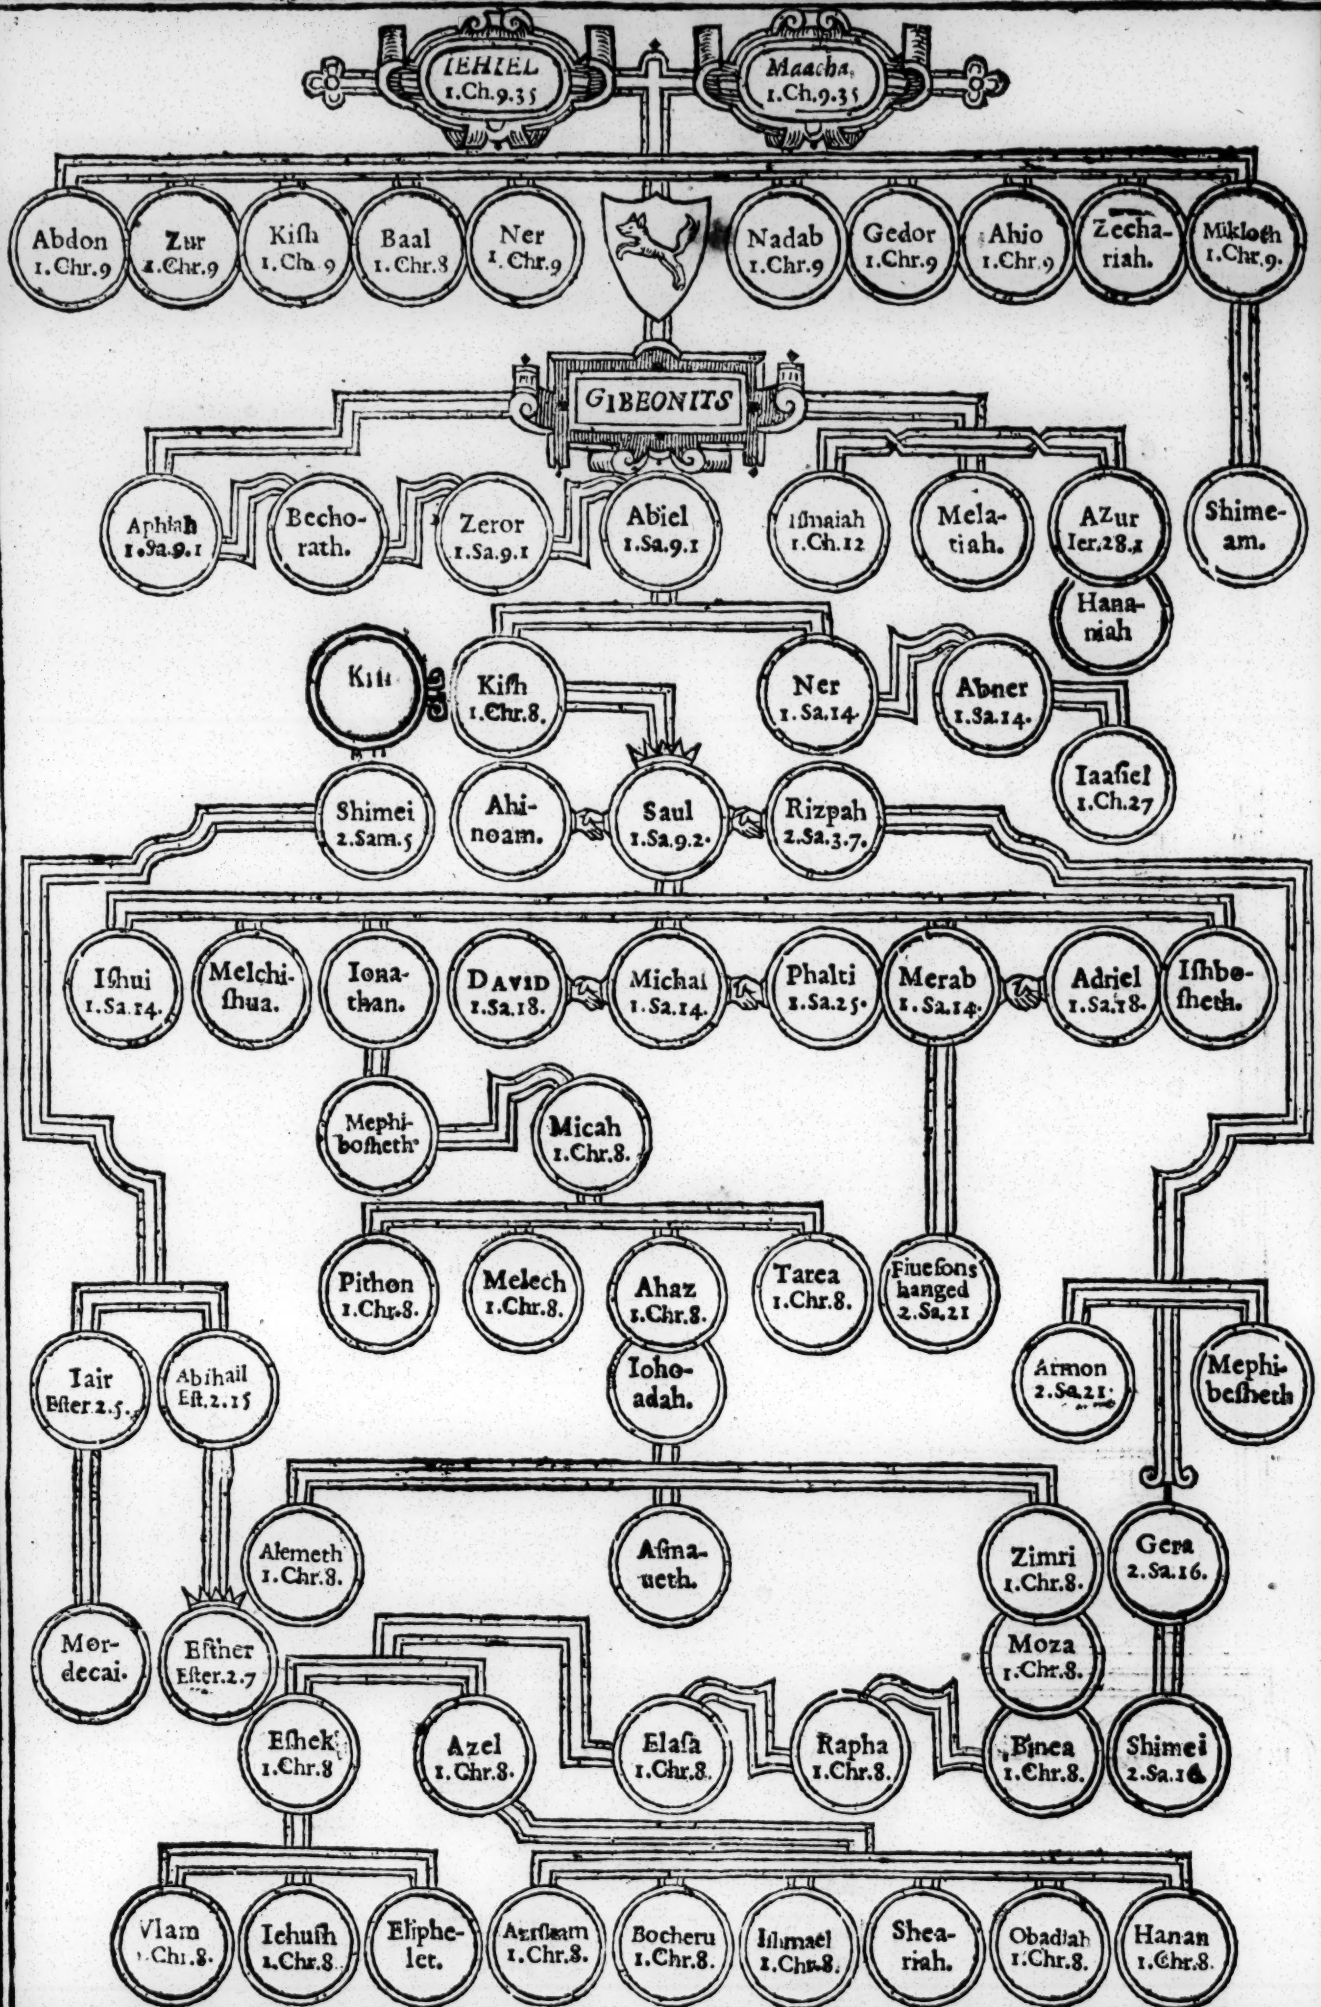 IEHIEL
1.Ch.9.35
Maacha,
1.Ch.9.35
Abdon
1.Chr.9
Zur
1.Chr.9
Kiſh
1.Ch.9
Baal
1.Chr.8
Ner
1.Chr.9
Nadab
1.Chr.9
Gedor
1.Chr.9
Ahio
1.Chr.9
Zecha-
riah.
Mikloth
1.Chr.9.
GIBEONITS
Aphiah
1.Sa.9.1
Becho-
rath.
Zeror
1.Sa.9.1
Abiel
1.Sa.9.1
Iſmaiah
1.Ch.12
Mela-
tiah.
Azur
Ier.28.1
Shime-
am.
Hana-
niah
Kiſh
1.Chr.8.
Ner
1.Sa.14.
Abner
1.Sa.14.
Iaaſiel
1.Ch.27
Shimei
2.Sam.5
Ahi-
noam.
Saul
1.Sa.9.2.
Rizpah
2.Sa.3.7.
Iſhui
1.Sa.14.
Melchi-
ſhua.
Iona-
than.
DAVID
1.Sa.18.
Michal
1.Sa.14.
Phalti
1.Sa.25.
Merab
1.Sa.14.
Adriel
1.Sa.18.
Iſhbo-
ſheth.
Mephi-
boſheth
Micah
1.Chr.8.
Pithon
1.Chr.8.
Melech
1.Chr.8.
Ahaz
1.Chr.8.
Tarea
1.Chr.8.
Fiueſons
hanged
2.Sa.21
Iair
Eſter.2.5.
Abihail
Eſt.2.15
Ioho-
adah.
Armon
2.Sa.21.
Mephi-
beſheth
Alemeth
1.Chr.8.
Aſma-
ueth.
Zimri
1.Chr.8.
Gera
2.Sa.16.
Mor-
decai.
Eſther
Eſter.2.7
Moza
1.Chr.8.
Eſhek
1.Chr.8
Azel
1.Chr.8.
Elaſa
1.Chr.8.
Rapha
1.Chr.8.
Binea
1.Chr.8.
Shimei
2.Sa.16
Vlam
1.Chr.8.
Iehuſh
1.Chr.8
Eliphe-
let.
1.Chr.8.
Bocheru
1.Chr.8.
Iſhmael
1.Chr.8.
Shea-
riah.
Obadiah
1.Chr.8.
Hanan
1.Chr.8.